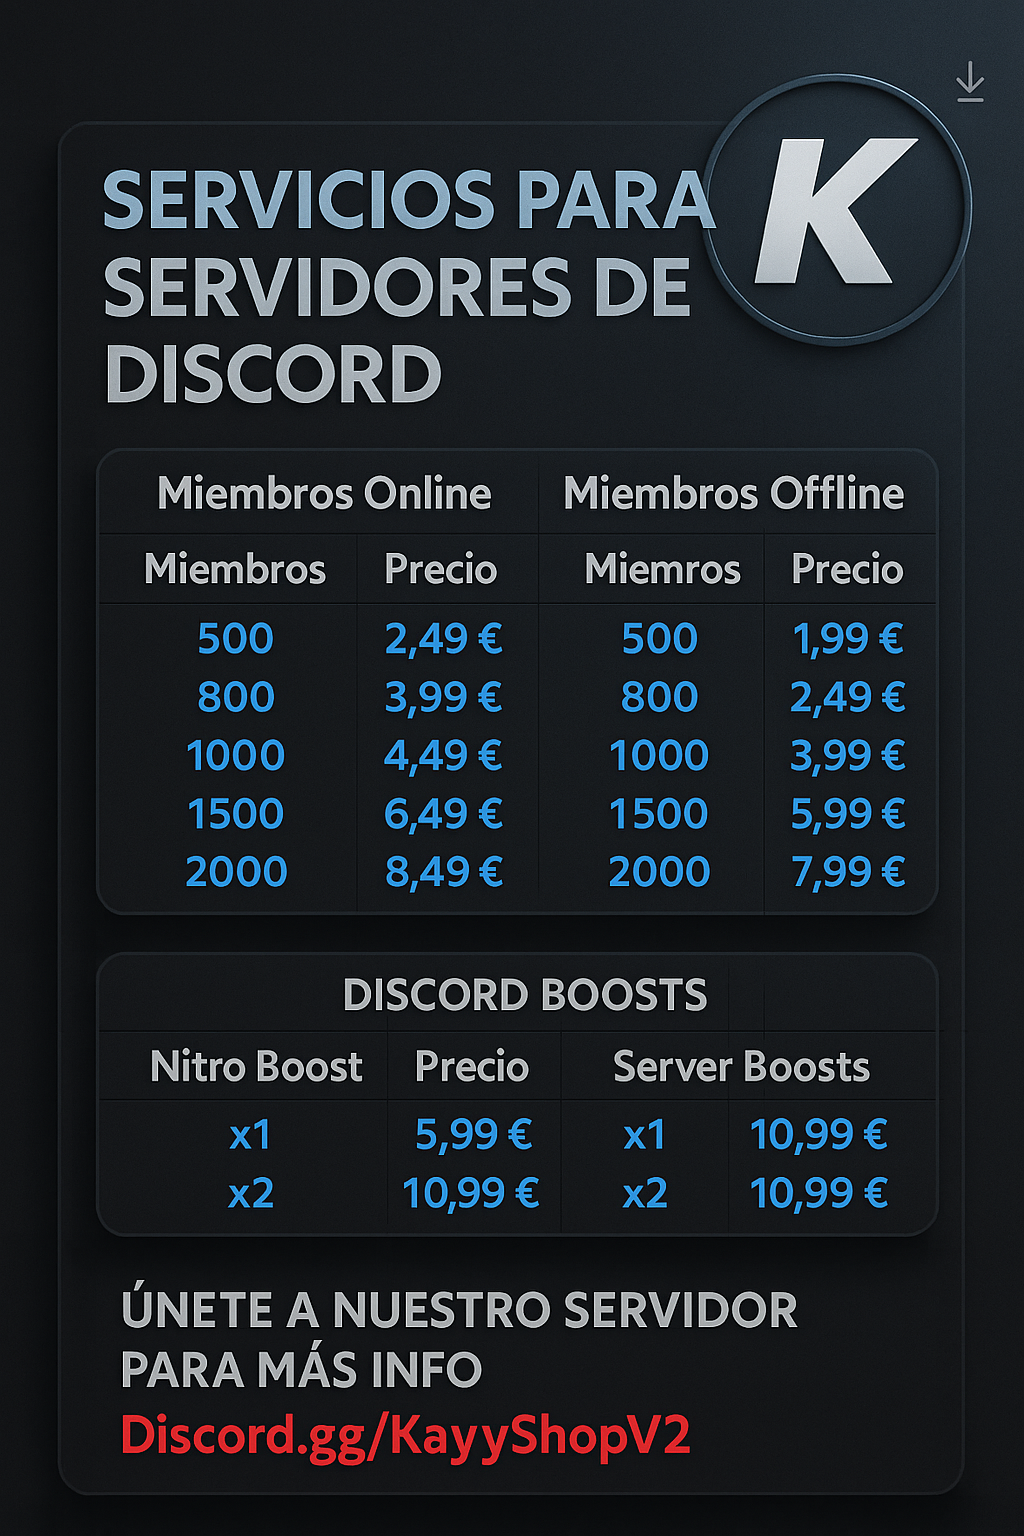 SERVICIOS PARA
SERVIDORES DE
DISCORD
K
Miembros Online Miembros Offline
Miembros Precio Miemros Precio
500 2,49 € 500 1,99 €
800 3,99 € 800 2,49 €
1000 4,49 € 1000 3,99 €
1500 6,49 € 1500 5,99 €
2000 8,49 € 2000 7,99 €
DISCORD BOOSTS
Nitro Boost Precio Server Boosts
x1 5,99 € x1 10,99 €
x2 10,99 € x2 10,99 €
ÚNETE A NUESTRO SERVIDOR
PARA MÁS INFO
Discord.gg/KayyShopV2